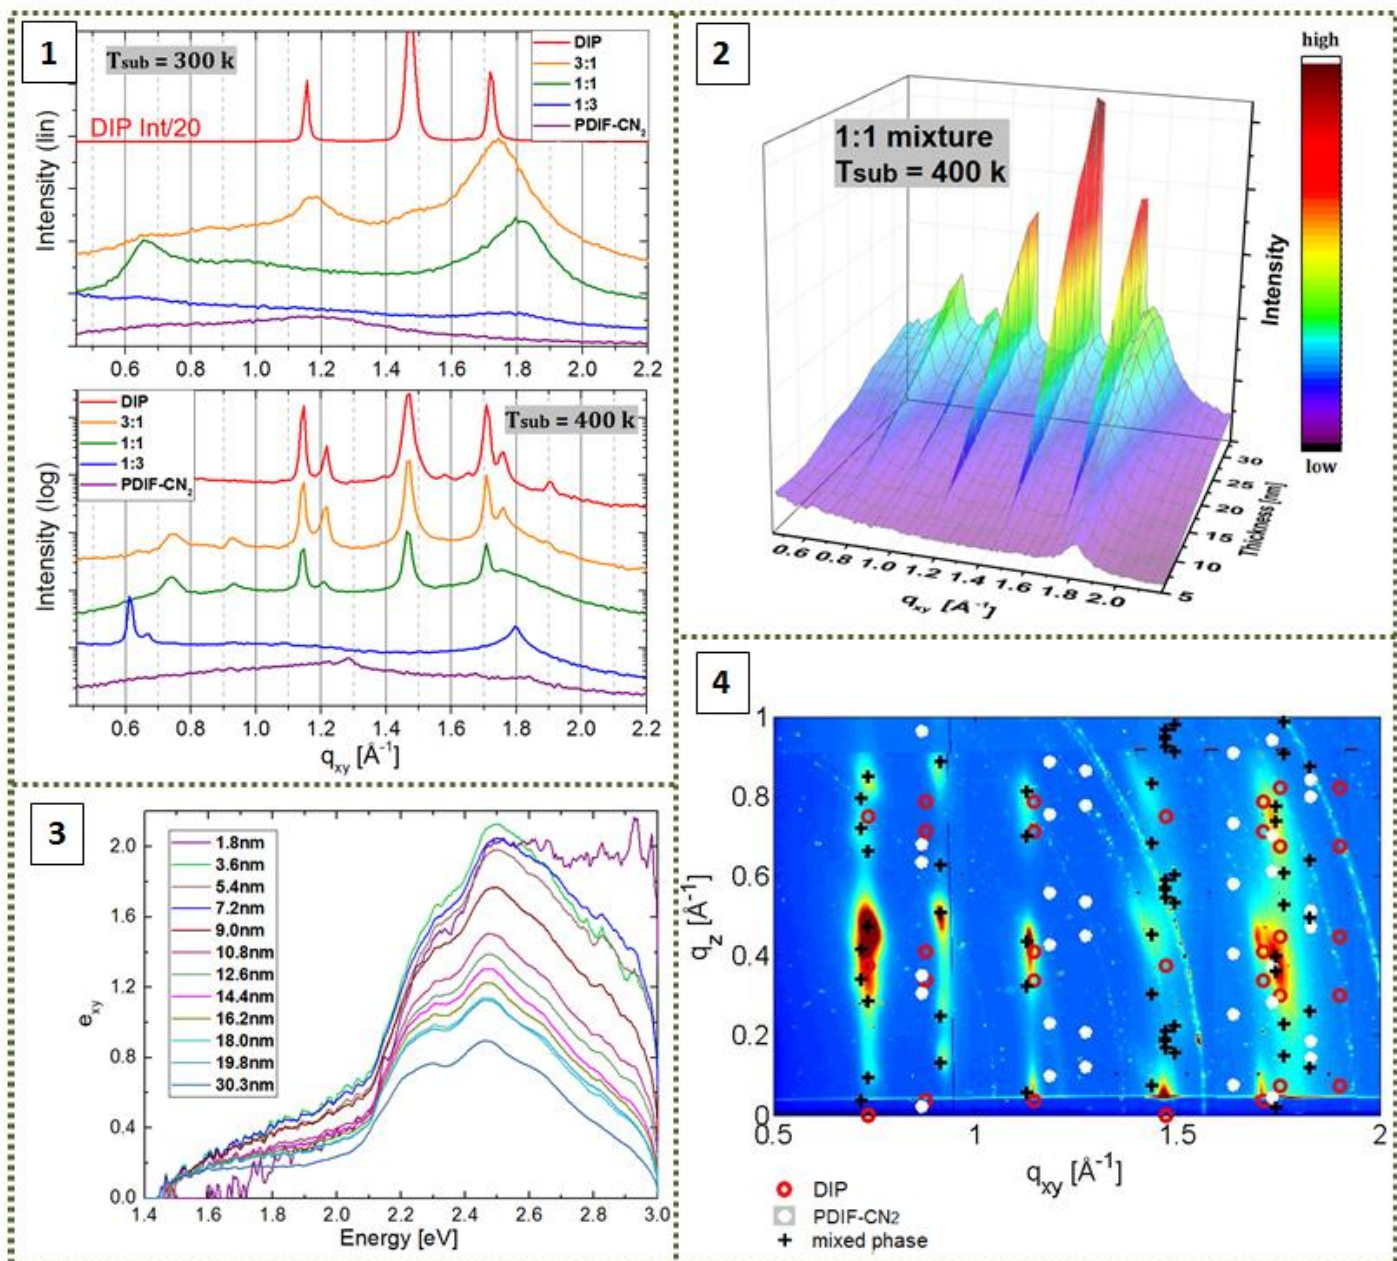 1
Tsub = 300 k
DIP
3:1
1:1
1:3
PDIF-CN2
DIP Int/20
Intensity (lin)
0.6 0.8 1.0 1.2 1.4 1.6 1.8 2.0 2.2
DIP
3:1
1:1
1:3
PDIF-CN2
Tsub = 400 k
Intensity (log)
0.6 0.8 1.0 1.2 1.4 1.6 1.8 2.0 2.2
qxy [Å-1]
2
1:1 mixture
Tsub = 400 k
high
low
Intensity
30
25
20
15
10
5
Thickness [nm]
0.6 0.8 1.0 1.2 1.4 1.6 1.8 2.0
qxy [Å-1]
3
1.8nm
3.6nm
5.4nm
7.2nm
9.0nm
10.8nm
12.6nm
14.4nm
16.2nm
18.0nm
19.8nm
30.3nm
2.0
1.6
1.2
0.8
0.4
0.0
exy
1.4 1.6 1.8 2.0 2.2 2.4 2.6 2.8 3.0
Energy [eV]
4
1
0.8
0.6
0.4
0.2
0
qz [Å-1]
0.5 1 1.5 2
qxy [Å-1]
DIP
PDIF-CN2
mixed phase